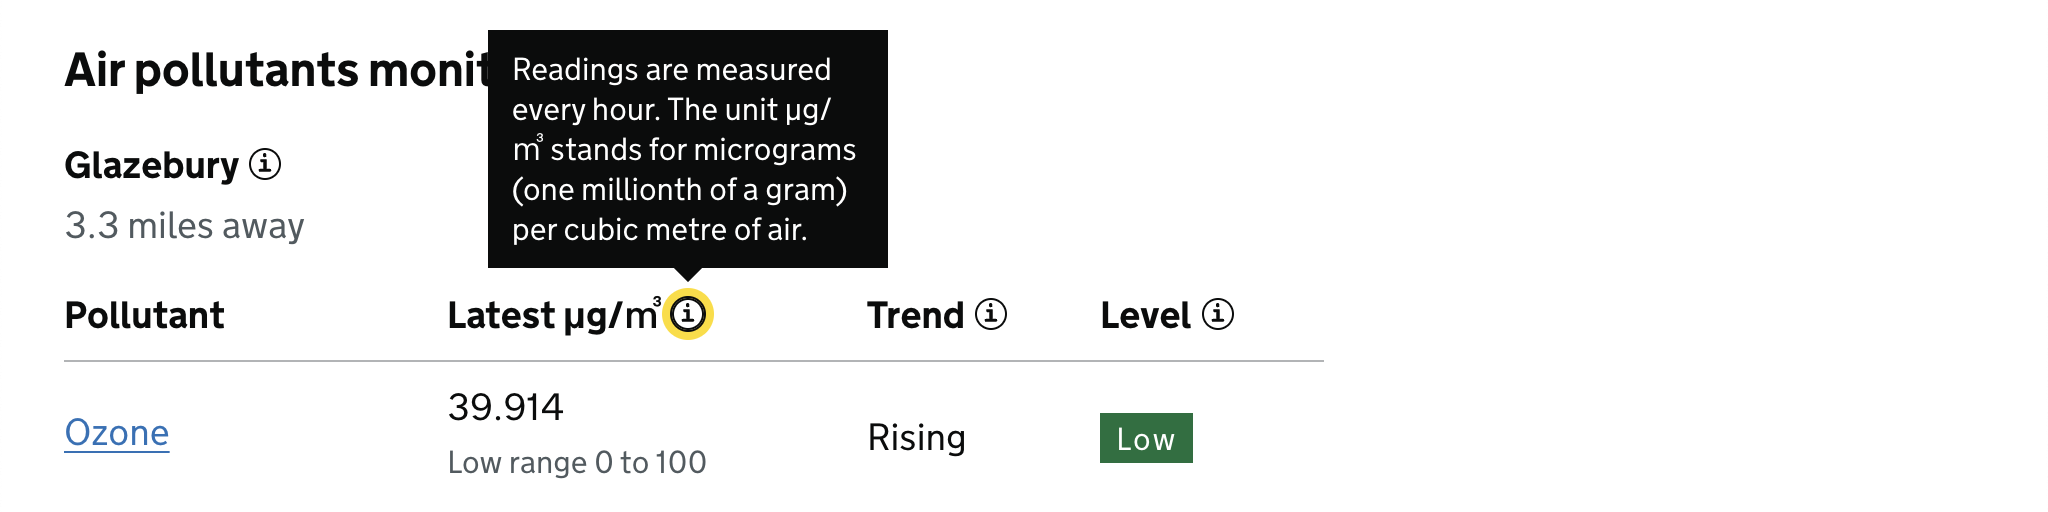 Air pollutants monit
Readings are measured
every hour. The unit µg/
m³ stands for micrograms
(one millionth of a gram)
per cubic metre of air.
Glazebury
3.3 miles away
Pollutant Latest µg/m³ Trend Level
Ozone 39.914 Rising Low
Low range 0 to 100